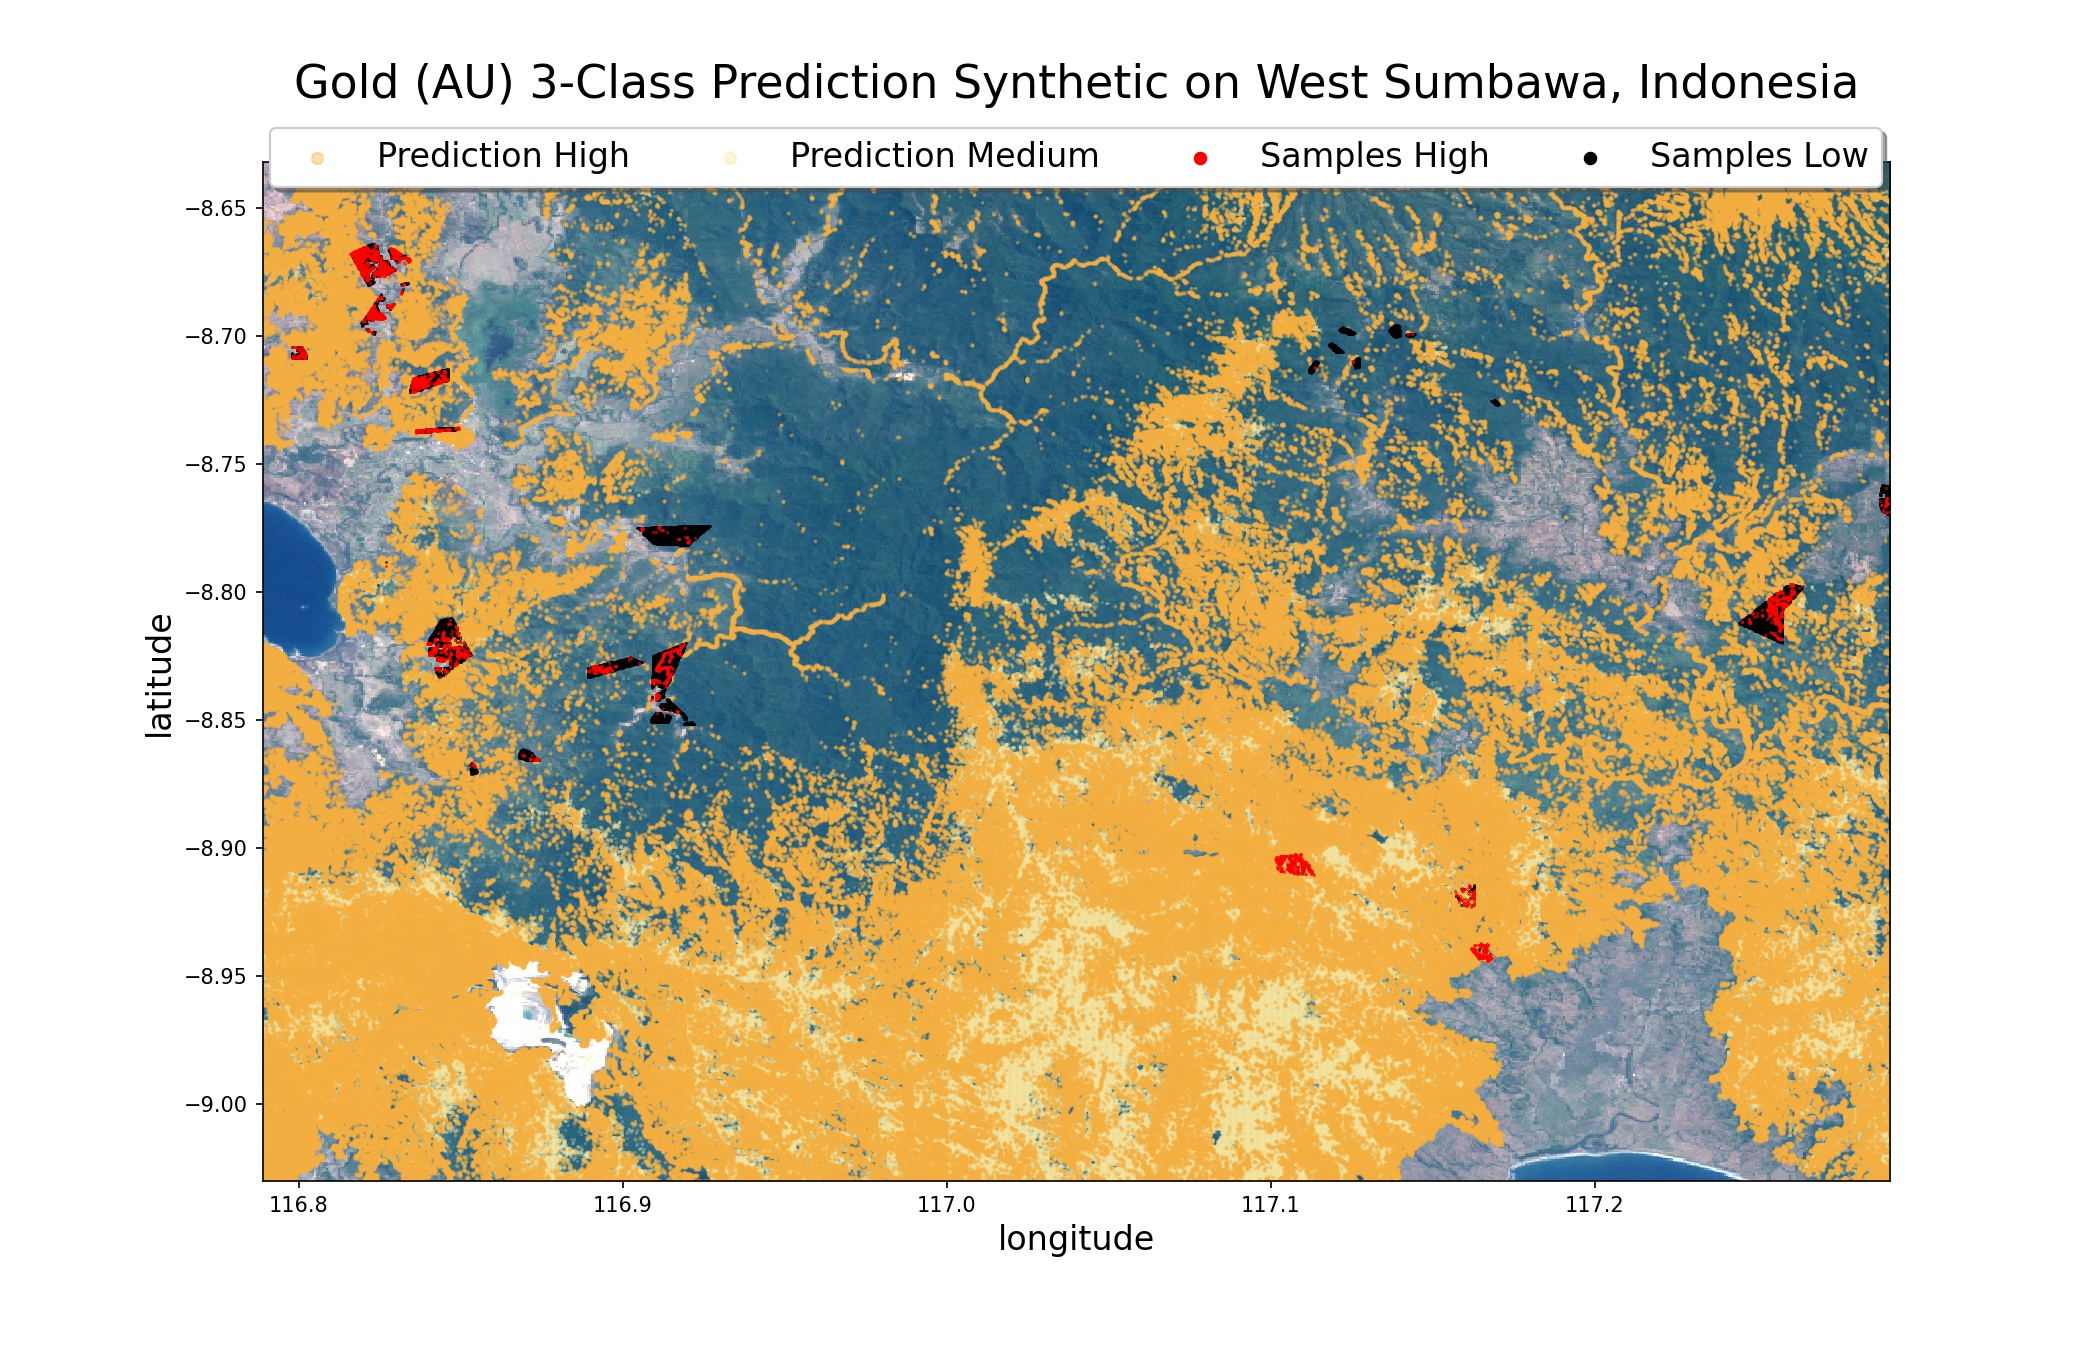 Gold (AU) 3-Class Prediction Synthetic on West Sumbawa, Indonesia
Prediction High Prediction Medium Samples High Samples Low
−8.65
−8.70
−8.75
−8.80
−8.85
−8.90
−8.95
−9.00
latitude
116.8 116.9 117.0 117.1 117.2
longitude